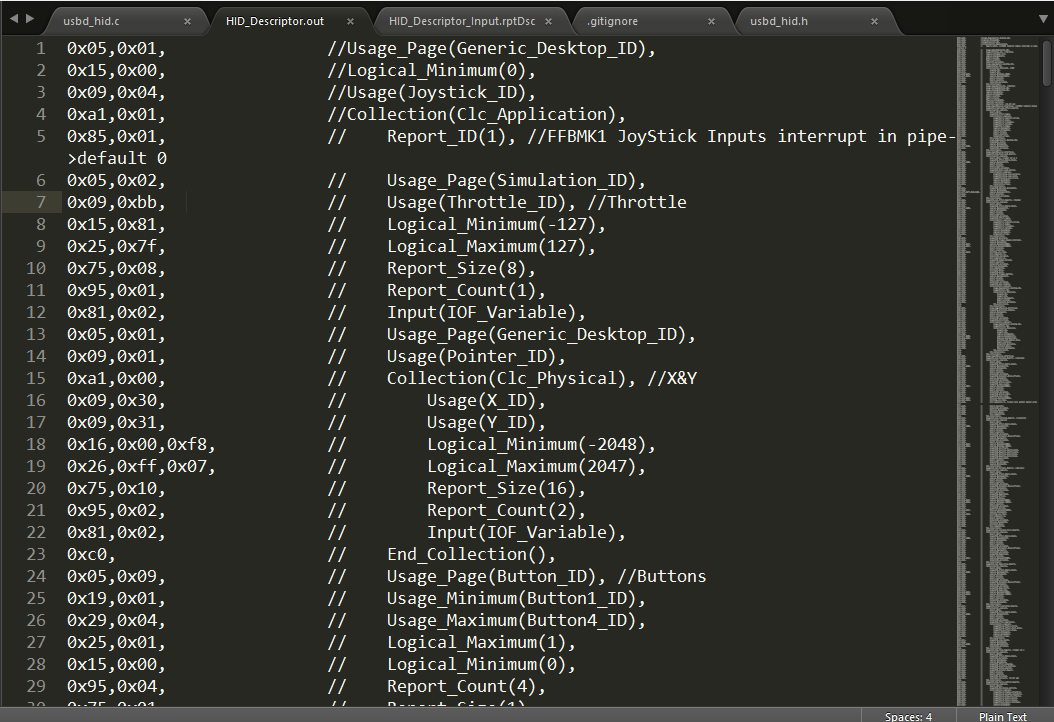 usbd_hid.c × HID_Descriptor.out × HID_Descriptor_Input.rptDsc × .gitignore × usbd_hid.h ×
1 0x05,0x01, //Usage_Page(Generic_Desktop_ID),
2 0x15,0x00, //Logical_Minimum(0),
3 0x09,0x04, //Usage(Joystick_ID),
4 0xa1,0x01, //Collection(Clc_Application),
5 0x85,0x01, // Report_ID(1), //FFBMK1 JoyStick Inputs interrupt in pipe-
>default 0
6 0x05,0x02, // Usage_Page(Simulation_ID),
7 0x09,0xbb, // Usage(Throttle_ID), //Throttle
8 0x15,0x81, // Logical_Minimum(-127),
9 0x25,0x7f, // Logical_Maximum(127),
10 0x75,0x08, // Report_Size(8),
11 0x95,0x01, // Report_Count(1),
12 0x81,0x02, // Input(IOF_Variable),
13 0x05,0x01, // Usage_Page(Generic_Desktop_ID),
14 0x09,0x01, // Usage(Pointer_ID),
15 0xa1,0x00, // Collection(Clc_Physical), //X&Y
16 0x09,0x30, // Usage(X_ID),
17 0x09,0x31, // Usage(Y_ID),
18 0x16,0x00,0xf8, // Logical_Minimum(-2048),
19 0x26,0xff,0x07, // Logical_Maximum(2047),
20 0x75,0x10, // Report_Size(16),
21 0x95,0x02, // Report_Count(2),
22 0x81,0x02, // Input(IOF_Variable),
23 0xc0, // End_Collection(),
24 0x05,0x09, // Usage_Page(Button_ID), //Buttons
25 0x19,0x01, // Usage_Minimum(Button1_ID),
26 0x29,0x04, // Usage_Maximum(Button4_ID),
27 0x25,0x01, // Logical_Maximum(1),
28 0x15,0x00, // Logical_Minimum(0),
29 0x95,0x04, // Report_Count(4),
Spaces: 4 Plain Text